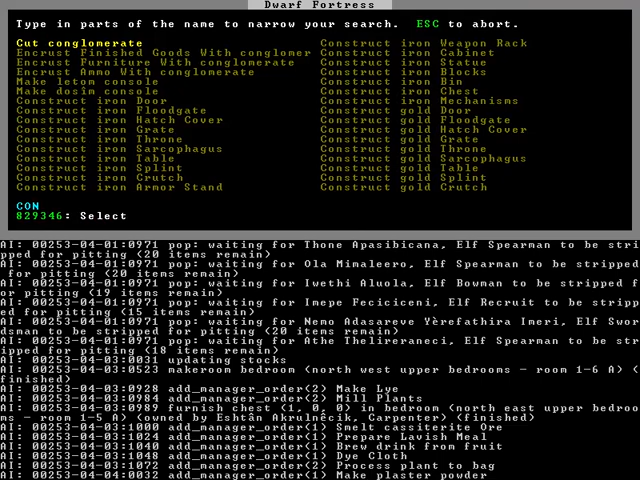 Dwarf Fortress
Type in parts of the name to narrow your search.  ESC to abort.
Cut conglomerate
Encrust Finished Goods With conglomer
Encrust Furniture With conglomerate
Encrust Ammo With conglomerate
Make letom console
Make dosîm console
Construct iron Door
Construct iron Floodgate
Construct iron Hatch Cover
Construct iron Grate
Construct iron Throne
Construct iron Sarcophagus
Construct iron Table
Construct iron Splint
Construct iron Crutch
Construct iron Armor Stand
Construct iron Weapon Rack
Construct iron Cabinet
Construct iron Statue
Construct iron Blocks
Construct iron Bin
Construct iron Chest
Construct iron Mechanisms
Construct gold Door
Construct gold Floodgate
Construct gold Hatch Cover
Construct gold Grate
Construct gold Throne
Construct gold Sarcophagus
Construct gold Table
Construct gold Splint
Construct gold Crutch
CON
829346: Select
AI: 00253-04-01:0971 pop: waiting for Thone Apasibicana, Elf Spearman to be stri
pped for pitting (20 items remain)
AI: 00253-04-01:0971 pop: waiting for Ola Mimaleero, Elf Spearman to be stripped
 for pitting (20 items remain)
AI: 00253-04-01:0971 pop: waiting for Iwethi Aluola, Elf Bowman to be stripped f
or pitting (19 items remain)
AI: 00253-04-01:0971 pop: waiting for Imepe Feciciceni, Elf Recruit to be stripp
ed for pitting (15 items remain)
AI: 00253-04-01:0971 pop: waiting for Nemo Adasareve Yèrefathira Imeri, Elf Swor
dsman to be stripped for pitting (20 items remain)
AI: 00253-04-01:0971 pop: waiting for Athe Thelireraneci, Elf Spearman to be str
ipped for pitting (18 items remain)
AI: 00253-04-03:0031 updating stocks
AI: 00253-04-03:0523 makeroom bedroom (north west upper bedrooms - room 1-6 A) (
finished)
AI: 00253-04-03:0928 add_manager_order(2) Make Lye
AI: 00253-04-03:0984 add_manager_order(2) Mill Plants
AI: 00253-04-03:0989 furnish chest (1, 0, 0) in bedroom (north east upper bedroo
ms - room 1-5 A) (owned by Eshtân Akrulnêcik, Carpenter) (finished)
AI: 00253-04-03:1000 add_manager_order(1) Smelt cassiterite Ore
AI: 00253-04-03:1024 add_manager_order(1) Prepare Lavish Meal
AI: 00253-04-03:1040 add_manager_order(1) Brew drink from fruit
AI: 00253-04-03:1048 add_manager_order(1) Dye Cloth
AI: 00253-04-03:1072 add_manager_order(2) Process plant to bag
AI: 00253-04-04:0032 add_manager_order(1) Make plaster powder